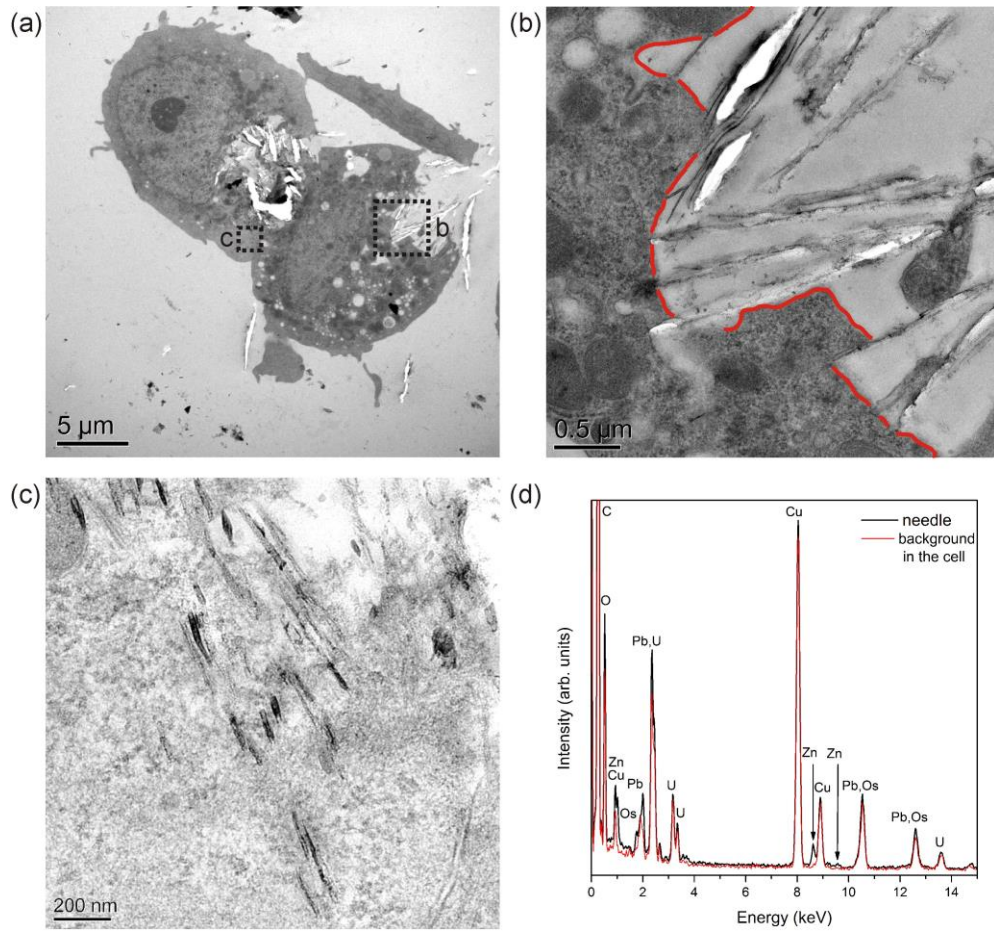 (a)
c
b
5 µm
(b)
0.5 µm
(c)
200 nm
(d)
C
O
Zn
Cu
Os
Pb
Pb,U
U
U
Cu
Zn
Cu
Zn
Pb,Os
Pb,Os
U
needle
background
in the cell
Intensity (arb. units)
0 2 4 6 8 10 12 14
Energy (keV)